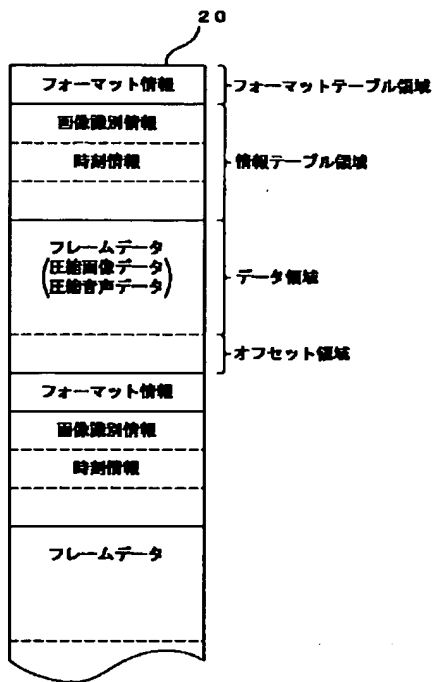 20
フォーマット情報
フォーマットテーブル領域
画像識別情報
時刻情報
情報テーブル領域
フレームデータ
(圧縮画像データ
圧縮音声データ)
データ領域
オフセット領域
フォーマット情報
画像識別情報
時刻情報
フレームデータ